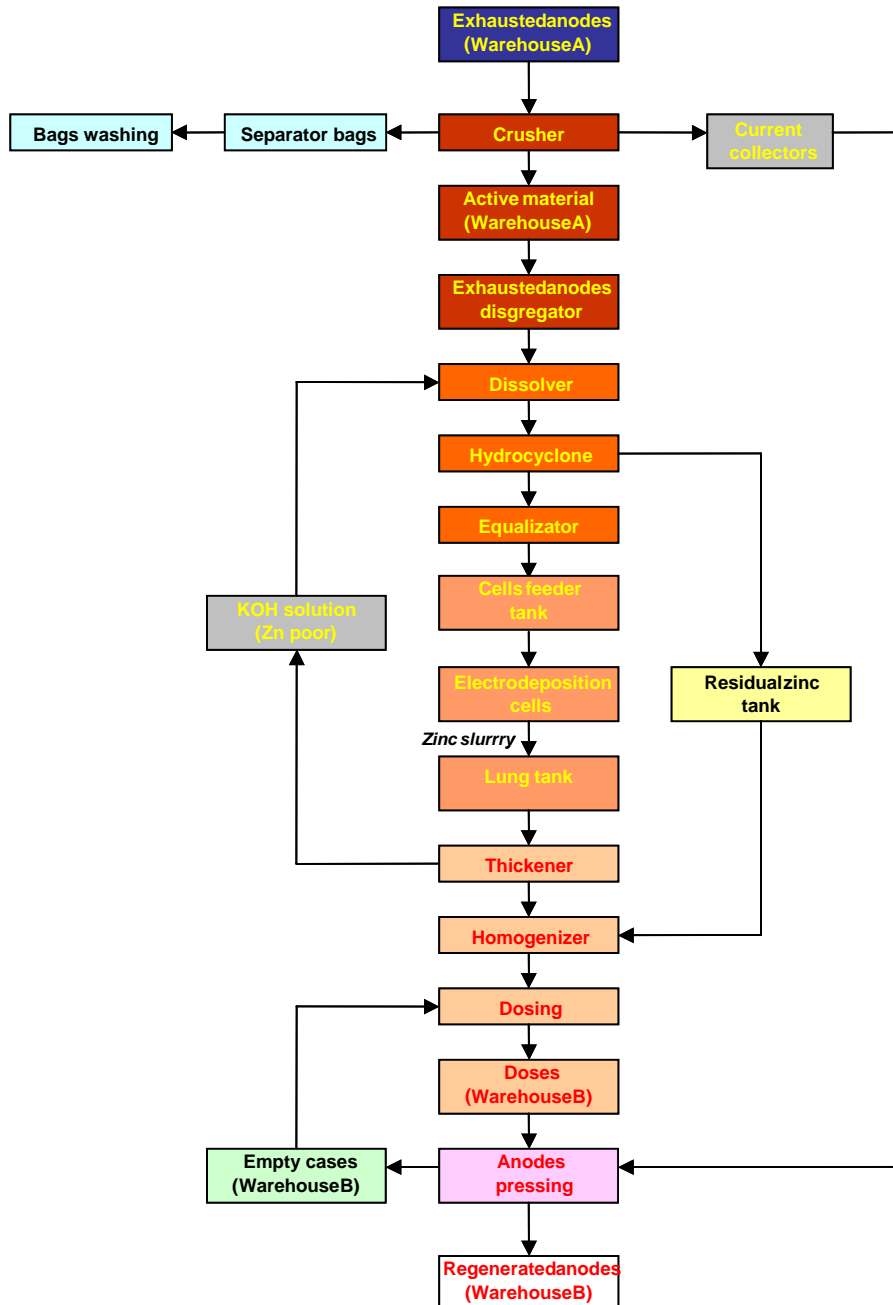 Exhaustedanodes
(WarehouseA)
Bags washing
Separator bags
Crusher
Current
collectors
Active material
(WarehouseA)
Exhaustedanodes
disgregator
Dissolver
Hydrocyclone
Equalizator
Cells feeder
tank
KOH solution
(Zn poor)
Electrodeposition
cells
Residualzinc
tank
Zinc slurrry
Lung tank
Thickener
Homogenizer
Dosing
Doses
(WarehouseB)
Empty cases
(WarehouseB)
Anodes
pressing
Regeneratedanodes
(WarehouseB)